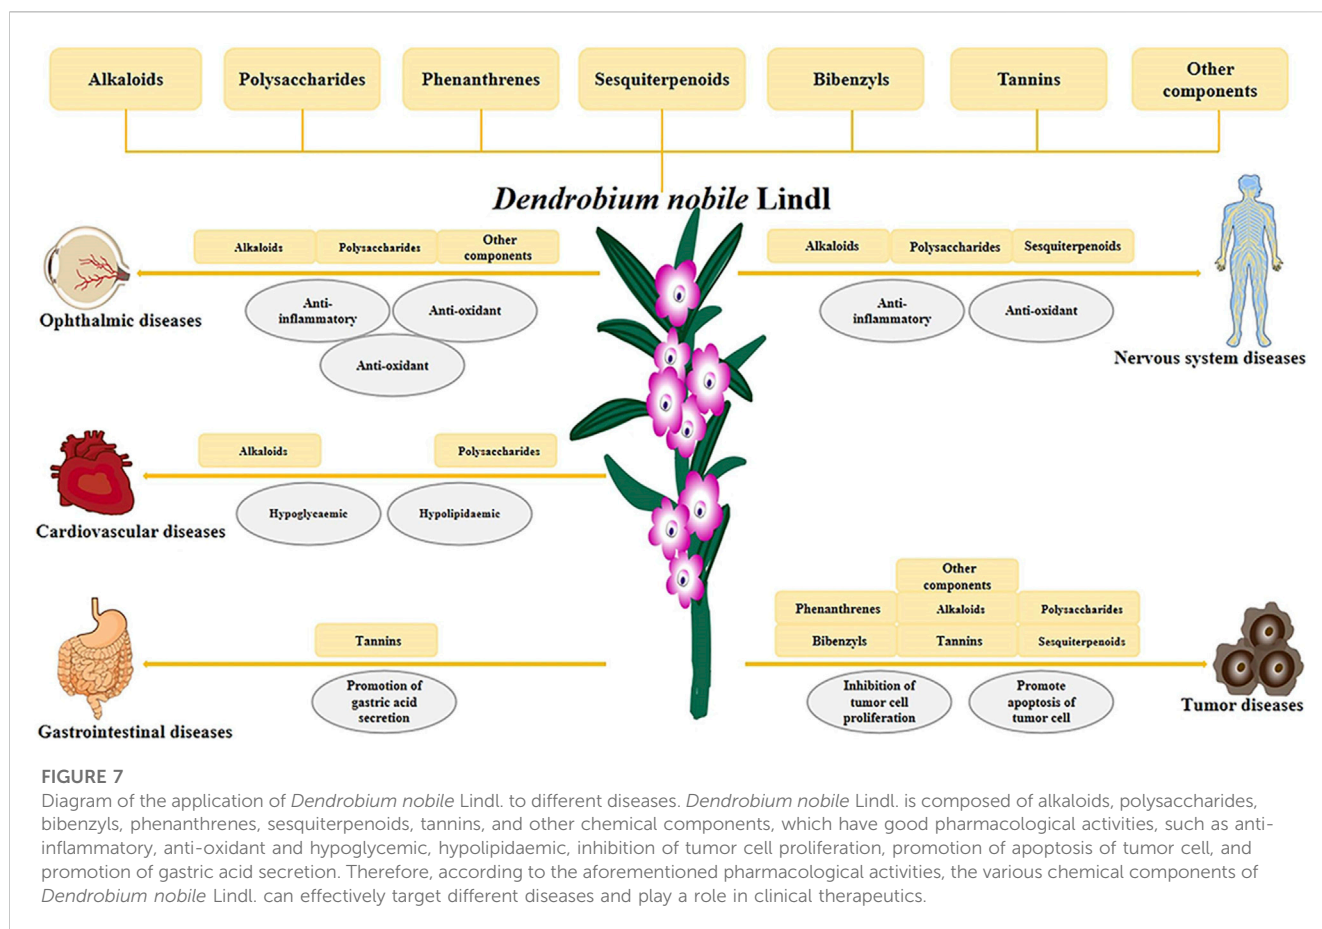 Alkaloids
Polysaccharides
Phenanthrenes
Sesquiterpenoids
Bibenzyls
Tannins
Other
components
Dendrobium nobile Lindl
Alkaloids
Polysaccharides
Other
components
Anti-
inflammatory
Anti-oxidant
Anti-oxidant
Ophthalmic diseases
Alkaloids
Polysaccharides
Sesquiterpenoids
Anti-
inflammatory
Anti-oxidant
Nervous system diseases
Alkaloids
Polysaccharides
Hypoglycaemic
Hypolipidaemic
Cardiovascular diseases
Tannins
Promotion of
gastric acid
secretion
Gastrointestinal diseases
Other
components
Phenanthrenes
Alkaloids
Polysaccharides
Bibenzyls
Tannins
Sesquiterpenoids
Inhibition of
tumor cell
proliferation
Promote
apoptosis of
tumor cell
Tumor diseases
FIGURE 7
Diagram of the application of Dendrobium nobile Lindl. to different diseases. Dendrobium nobile Lindl. is composed of alkaloids, polysaccharides,
bibenzyls, phenanthrenes, sesquiterpenoids, tannins, and other chemical components, which have good pharmacological activities, such as anti-
inflammatory, anti-oxidant and hypoglycemic, hypolipidaemic, inhibition of tumor cell proliferation, promotion of apoptosis of tumor cell, and
promotion of gastric acid secretion. Therefore, according to the aforementioned pharmacological activities, the various chemical components of
Dendrobium nobile Lindl. can effectively target different diseases and play a role in clinical therapeutics.